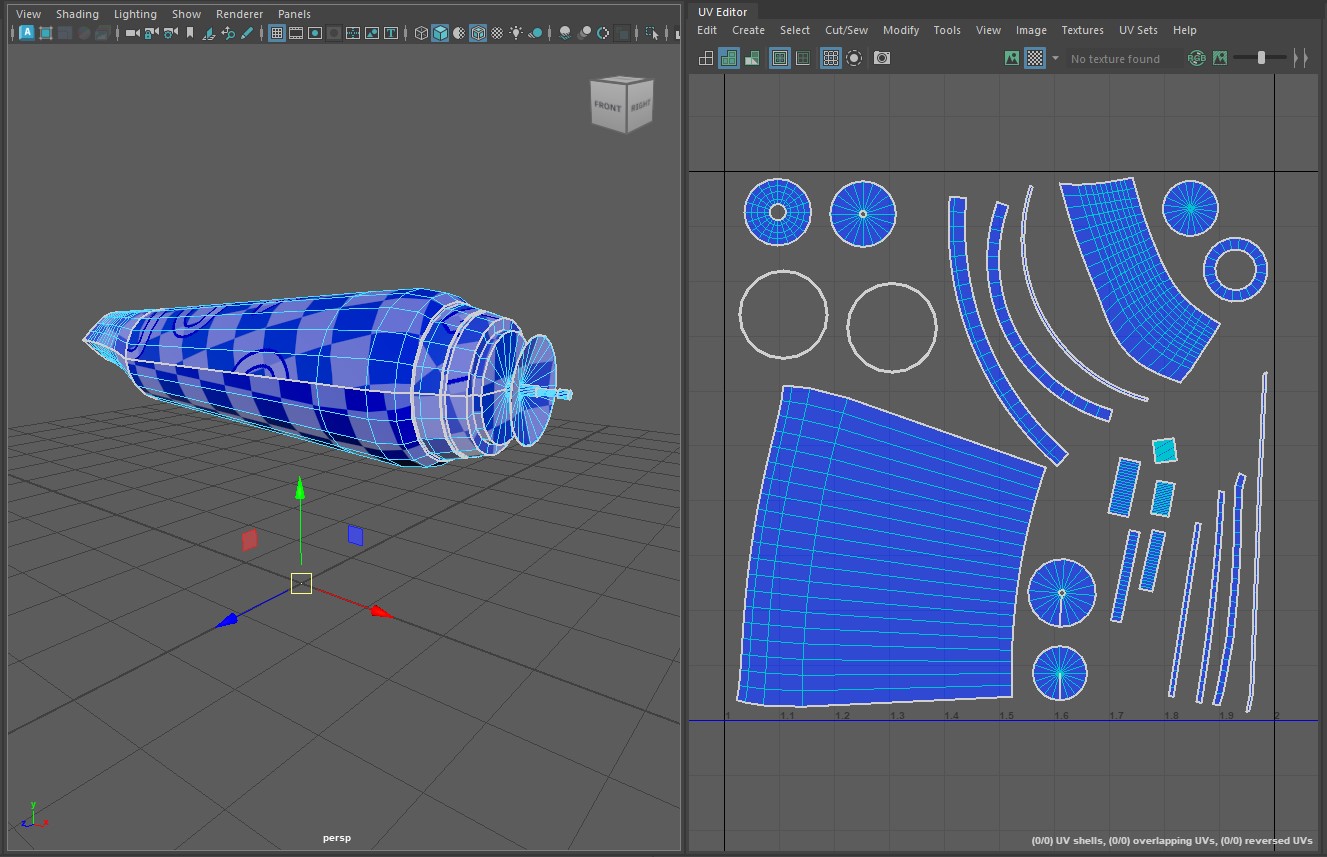 View Shading Lighting Show Renderer Panels
A
T
FRONT
RIGHT
persp
y
z
x
UV Editor
Edit Create Select Cut/Sew Modify Tools View Image Textures UV Sets Help
No texture found
RGB
1 1.1 1.2 1.3 1.4 1.5 1.6 1.7 1.8 1.9 2
(0/0) UV shells, (0/0) overlapping UVs, (0/0) reversed UVs